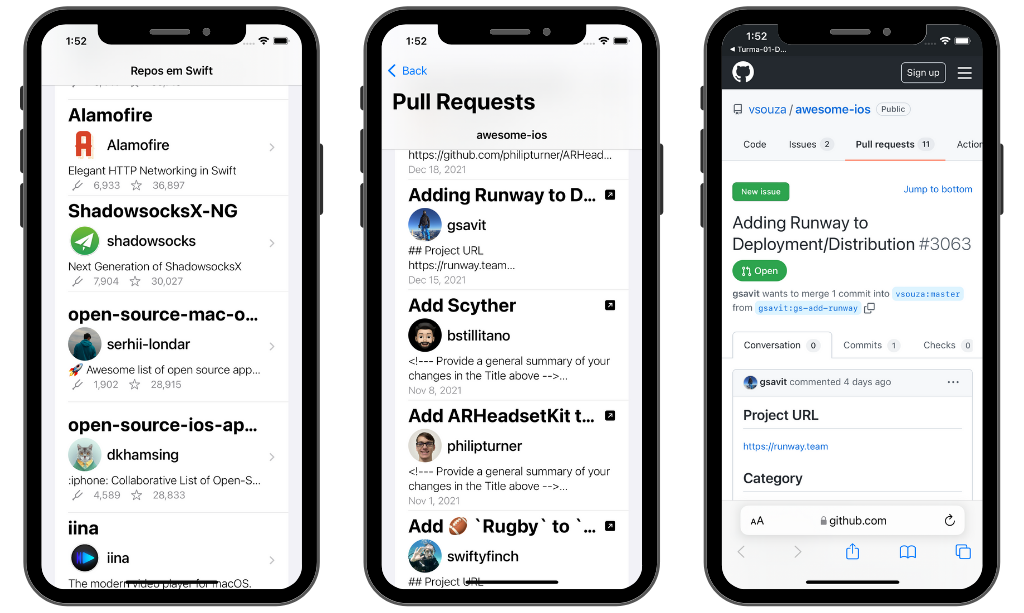 1:52
Repos em Swift
Alamofire
Alamofire
Elegant HTTP Networking in Swift
6,933 36,897
ShadowsocksX-NG
shadowsocks
Next Generation of ShadowsocksX
7,904 30,027
open-source-mac-o...
serhii-londar
🚀 Awesome list of open source app...
1,902 28,915
open-source-ios-ap...
dkhamsing
:iphone: Collaborative List of Open-S...
4,589 28,833
iina
iina
The modern video player for macOS.
1:52
Back
Pull Requests
awesome-ios
https://github.com/philipturner/ARHead...
Dec 18, 2021
Adding Runway to D...
gsavit
## Project URL
https://runway.team...
Dec 15, 2021
Add Scyther
bstillitano
<!--- Provide a general summary of your
changes in the Title above -->...
Nov 8, 2021
Add ARHeadsetKit t...
philipturner
<!--- Provide a general summary of your
changes in the Title above -->...
Nov 1, 2021
Add 🏈 `Rugby` to `...
swiftyfinch
## Project URL
1:52
◀ Turma-01-D...
Sign up
vsouza / awesome-ios Public
Code Issues 2 Pull requests 11 Action
New issue Jump to bottom
Adding Runway to
Deployment/Distribution #3063
Open
gsavit wants to merge 1 commit into vsouza:master
from gsavit:gs-add-runway
Conversation 0 Commits 1 Checks 0
gsavit commented 4 days ago ...
Project URL
https://runway.team
Category
AA github.com